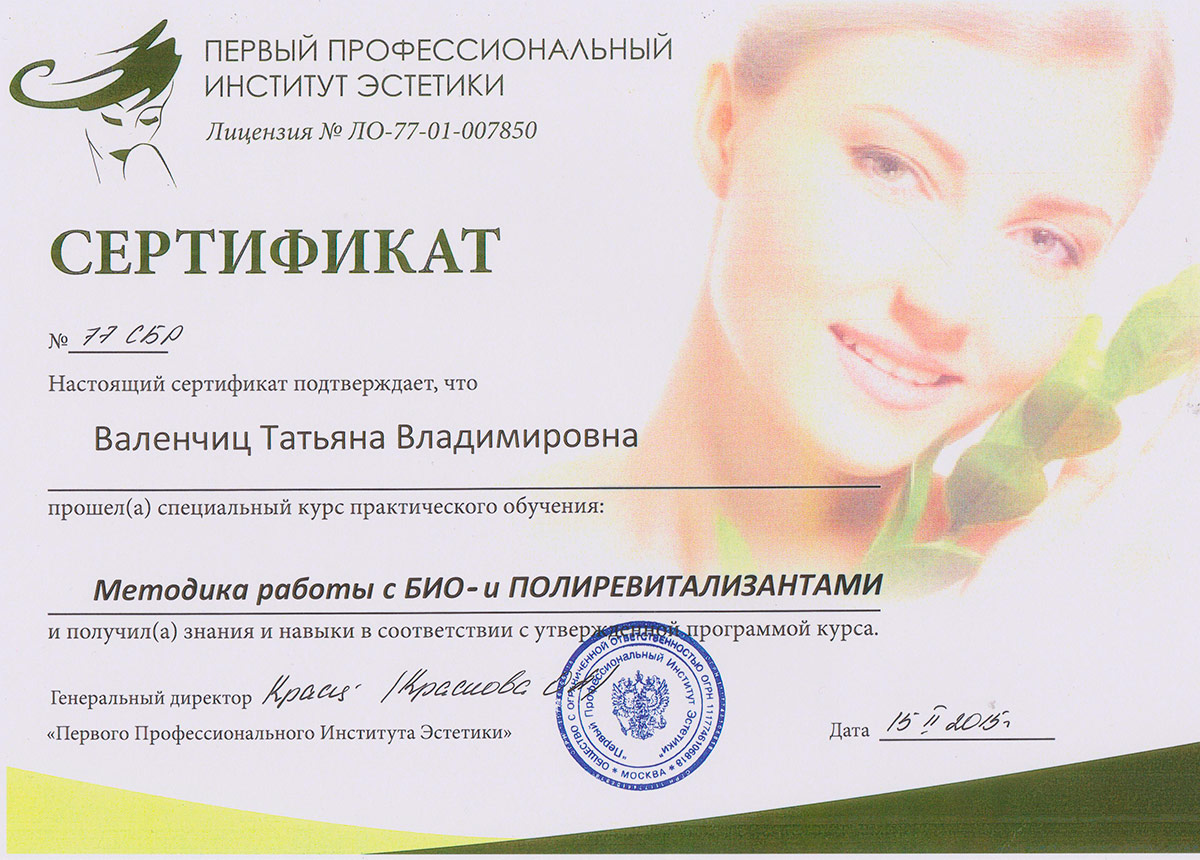 ПЕРВЫЙ ПРОФЕССИОНАЛЬНЫЙ
ИНСТИТУТ ЭСТЕТИКИ
Лицензия № ЛО-77-01-007850
СЕРТИФИКАТ
№ 77 СБР
Настоящий сертификат подтверждает, что
Валенчиц Татьяна Владимировна
прошел(а) специальный курс практического обучения:
Методика работы с БИО- и ПОЛИРЕВИТАЛИЗАНТАМИ
и получил(а) знания и навыки в соответствии с утвержденной программой курса.
Генеральный директор /Краснова
«Первого Профессионального Института Эстетики»
ОБЩЕСТВО С ОГРАНИЧЕННОЙ ОТВЕТСТВЕННОСТЬЮ ОГРН 1117746106818
"Первый Профессиональный Институт Эстетики"
* МОСКВА *
Дата 15 II 2015г